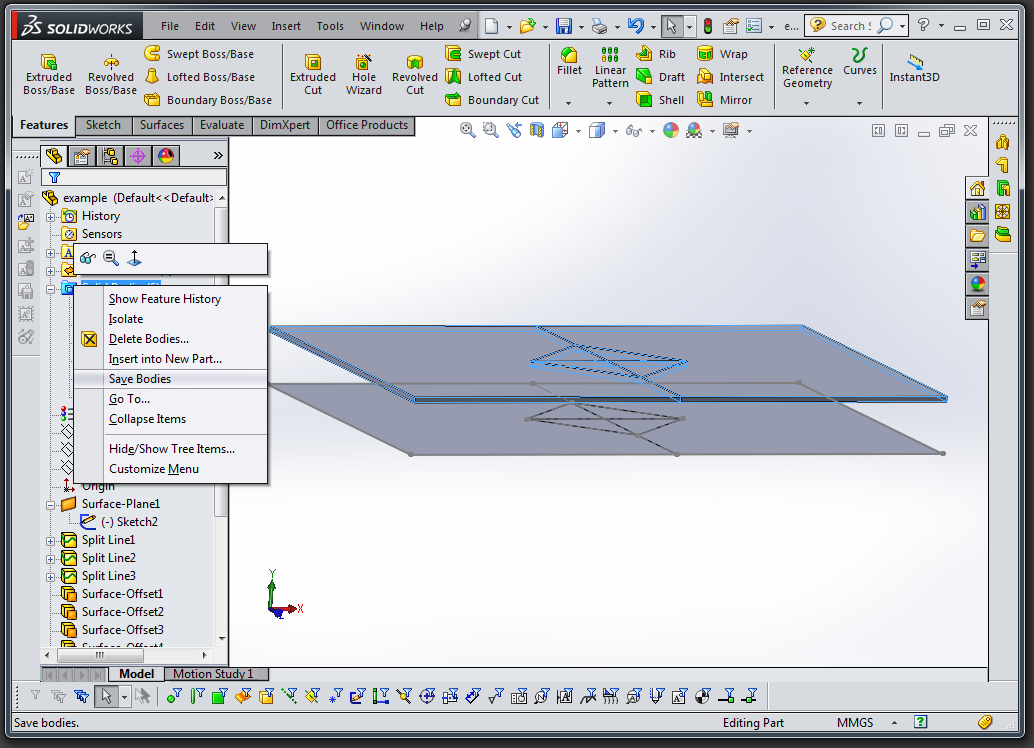 SOLIDWORKS File Edit View Insert Tools Window Help e... Search S
Extruded Boss/Base
Revolved Boss/Base
Swept Boss/Base
Lofted Boss/Base
Boundary Boss/Base
Extruded Cut
Hole Wizard
Revolved Cut
Swept Cut
Lofted Cut
Boundary Cut
Fillet
Linear Pattern
Rib
Draft
Shell
Wrap
Intersect
Mirror
Reference Geometry
Curves
Instant3D
Features Sketch Surfaces Evaluate DimXpert Office Products
example (Default<<Default>
History
Sensors
Show Feature History
Isolate
Delete Bodies...
Insert into New Part...
Save Bodies
Go To...
Collapse Items
Hide/Show Tree Items...
Customize Menu
Origin
Surface-Plane1
(-) Sketch2
Split Line1
Split Line2
Split Line3
Surface-Offset1
Surface-Offset2
Surface-Offset3
Surface-Offset4
Y
X
Z
Model Motion Study 1
Save bodies. Editing Part MMGS